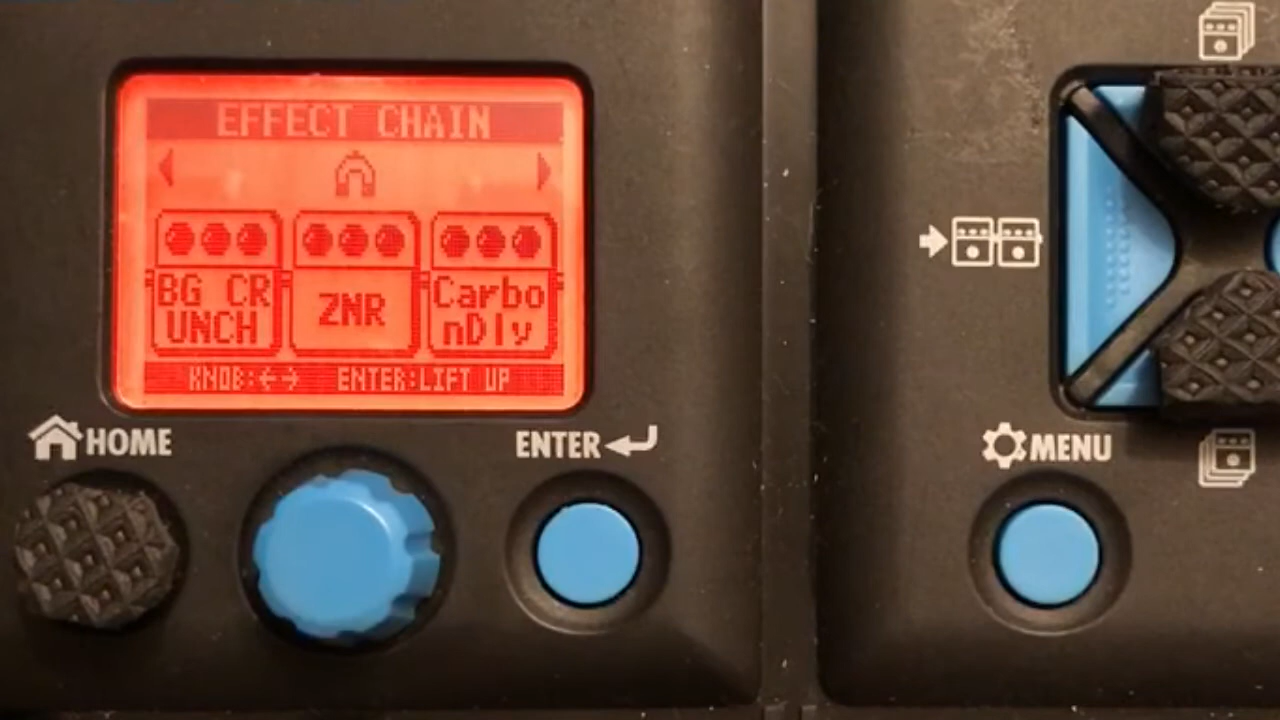 EFFECT CHAIN
BG CR
UNCH
ZNR
Carbo
nDly
KNOB:←→ ENTER:LIFT UP
HOME
ENTER
MENU